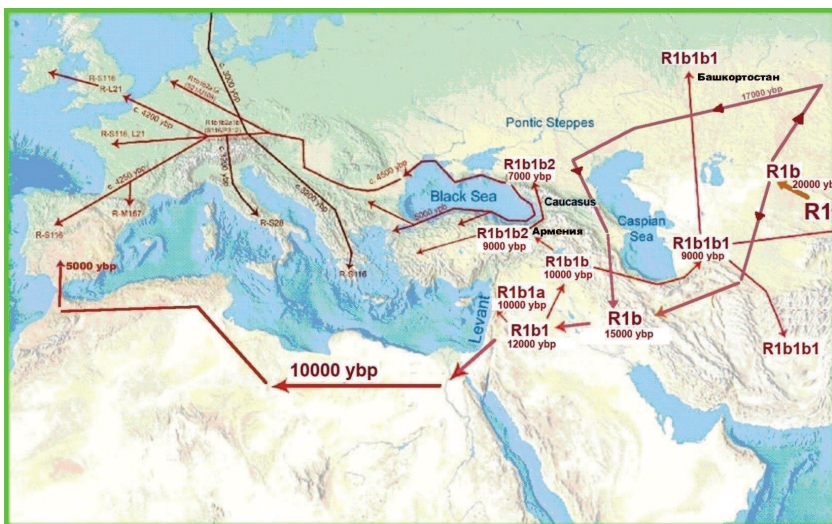 R1b1b1
Башкортостан
c. 3000 ybp
17000 ybp
R-S116
R-L21
c. 4200 ybp
Pontic Steppes
R-S116, L21
c. 4500 ybp
R1b1b2
7000 ybp
R1b
20000 ybp
c. 4250 ybp
Black Sea
Caucasus
R-M167
5000 ybp
R-S28
R1b1b2
9000 ybp
Армения
Caspian
Sea
R1b1b1
9000 ybp
R-S116
5000 ybp
R-S116
R1b1b
10000 ybp
R1b1a
10000 ybp
Levant
R1b1
12000 ybp
R1b
15000 ybp
R1b1b1
10000 ybp